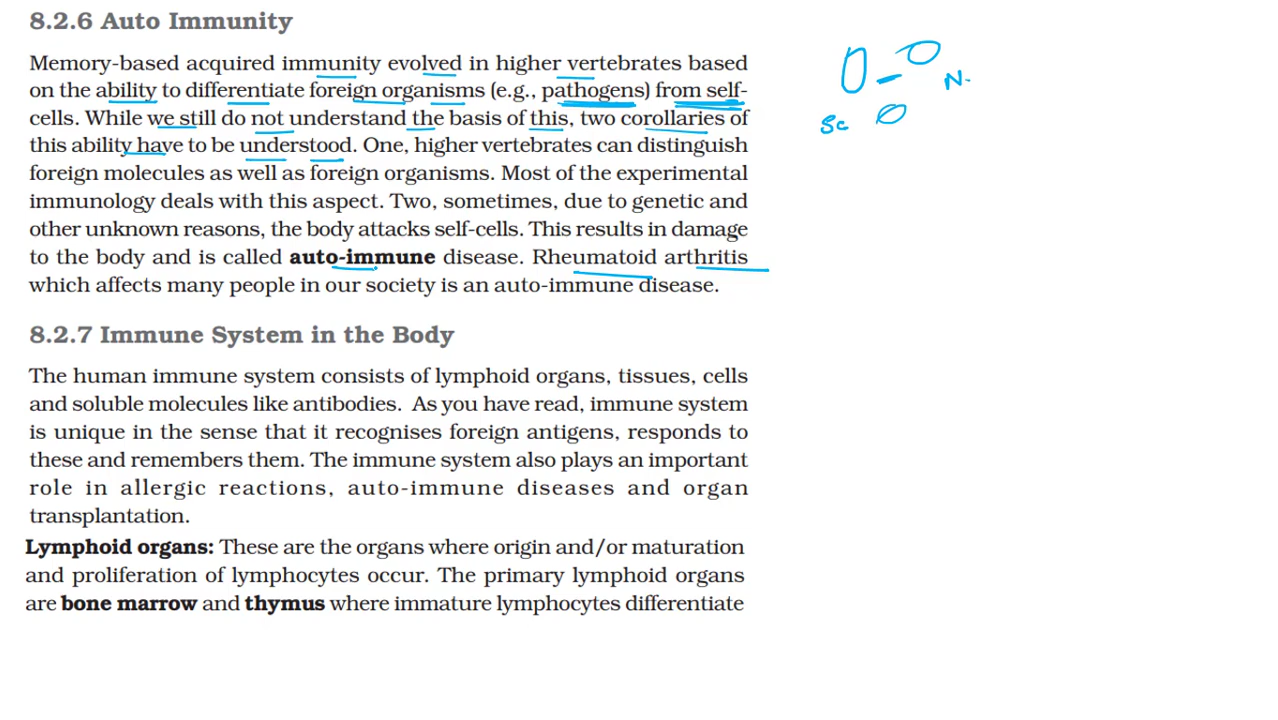 8.2.6 Auto Immunity
Memory-based acquired immunity evolved in higher vertebrates based
on the ability to differentiate foreign organisms (e.g., pathogens) from self-
cells. While we still do not understand the basis of this, two corollaries of
this ability have to be understood. One, higher vertebrates can distinguish
foreign molecules as well as foreign organisms. Most of the experimental
immunology deals with this aspect. Two, sometimes, due to genetic and
other unknown reasons, the body attacks self-cells. This results in damage
to the body and is called auto-immune disease. Rheumatoid arthritis
which affects many people in our society is an auto-immune disease.
8.2.7 Immune System in the Body
The human immune system consists of lymphoid organs, tissues, cells
and soluble molecules like antibodies. As you have read, immune system
is unique in the sense that it recognises foreign antigens, responds to
these and remembers them. The immune system also plays an important
role in allergic reactions, auto-immune diseases and organ
transplantation.
Lymphoid organs: These are the organs where origin and/or maturation
and proliferation of lymphocytes occur. The primary lymphoid organs
are bone marrow and thymus where immature lymphocytes differentiate
N.
Sc